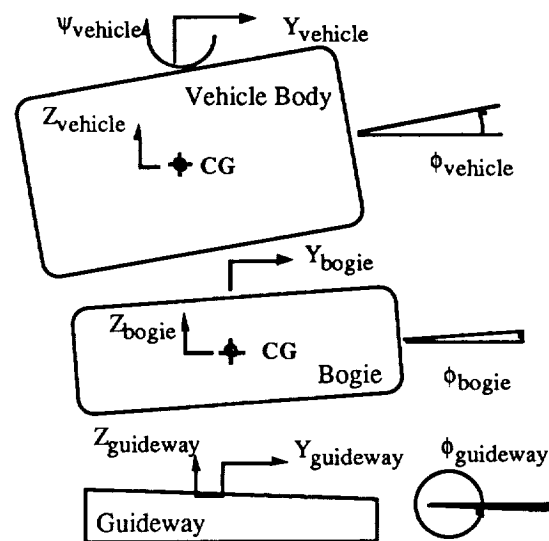 Ψvehicle
Yvehicle
Vehicle Body
Zvehicle
CG
ϕvehicle
Ybogie
Zbogie
CG
Bogie
ϕbogie
Zguideway
Yguideway
ϕguideway
Guideway